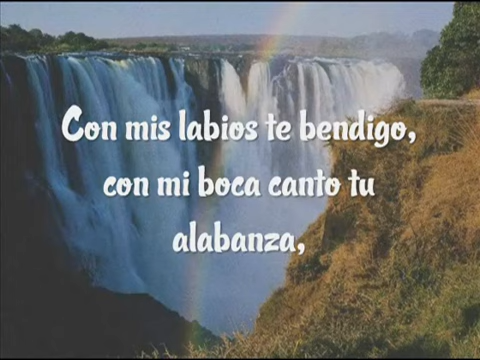 Con mis labios te bendigo,
con mi boca canto tu
alabanza,